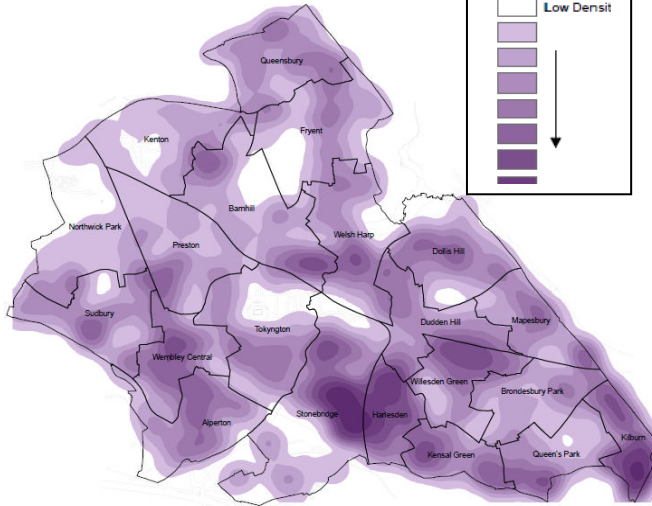 Low Densit
Queensbury
Kenton
Fryent
Barnhill
Northwick Park
Preston
Welsh Harp
Dollis Hill
Sudbury
Tokyngton
Dudden Hill
Mapesbury
Wembley Central
Willesden Green
Brondesbury Park
Alperton
Stonebridge
Harlesden
Kilburn
Kensal Green
Queen's Park